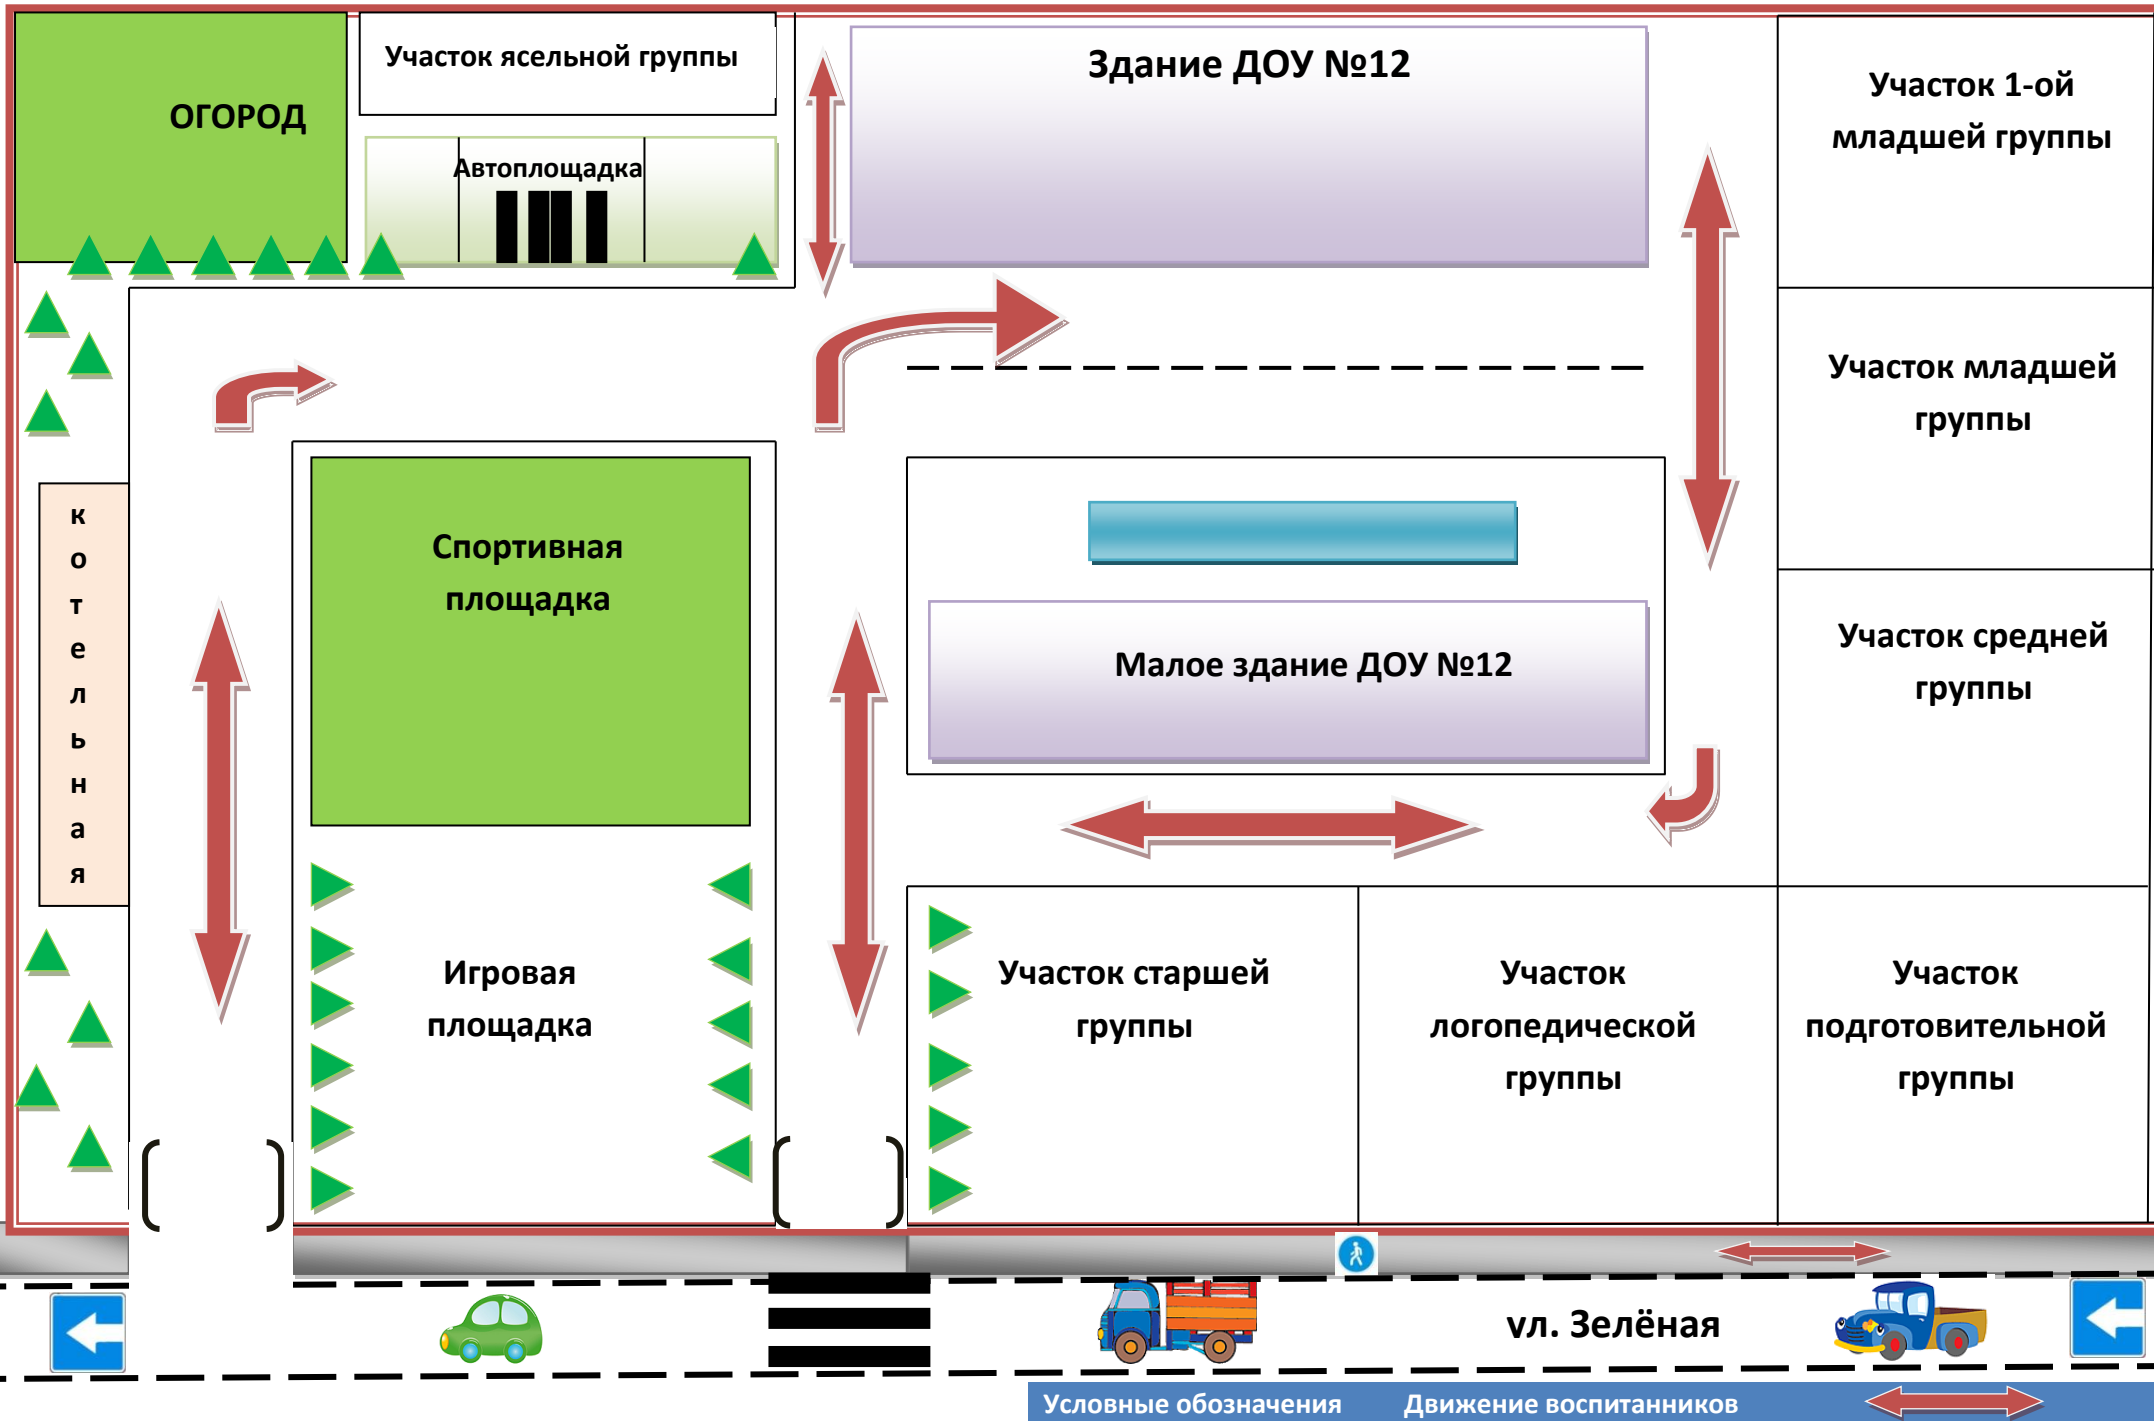 ОГОРОД
Участок ясельной группы
Автоплощадка
Здание ДОУ №12
Участок 1-ой
младшей группы
Участок младшей
группы
котельная
Спортивная
площадка
Малое здание ДОУ №12
Участок средней
группы
Игровая
площадка
Участок старшей
группы
Участок
логопедической
группы
Участок
подготовительной
группы
ул. Зелёная
Условные обозначения Движение воспитанников